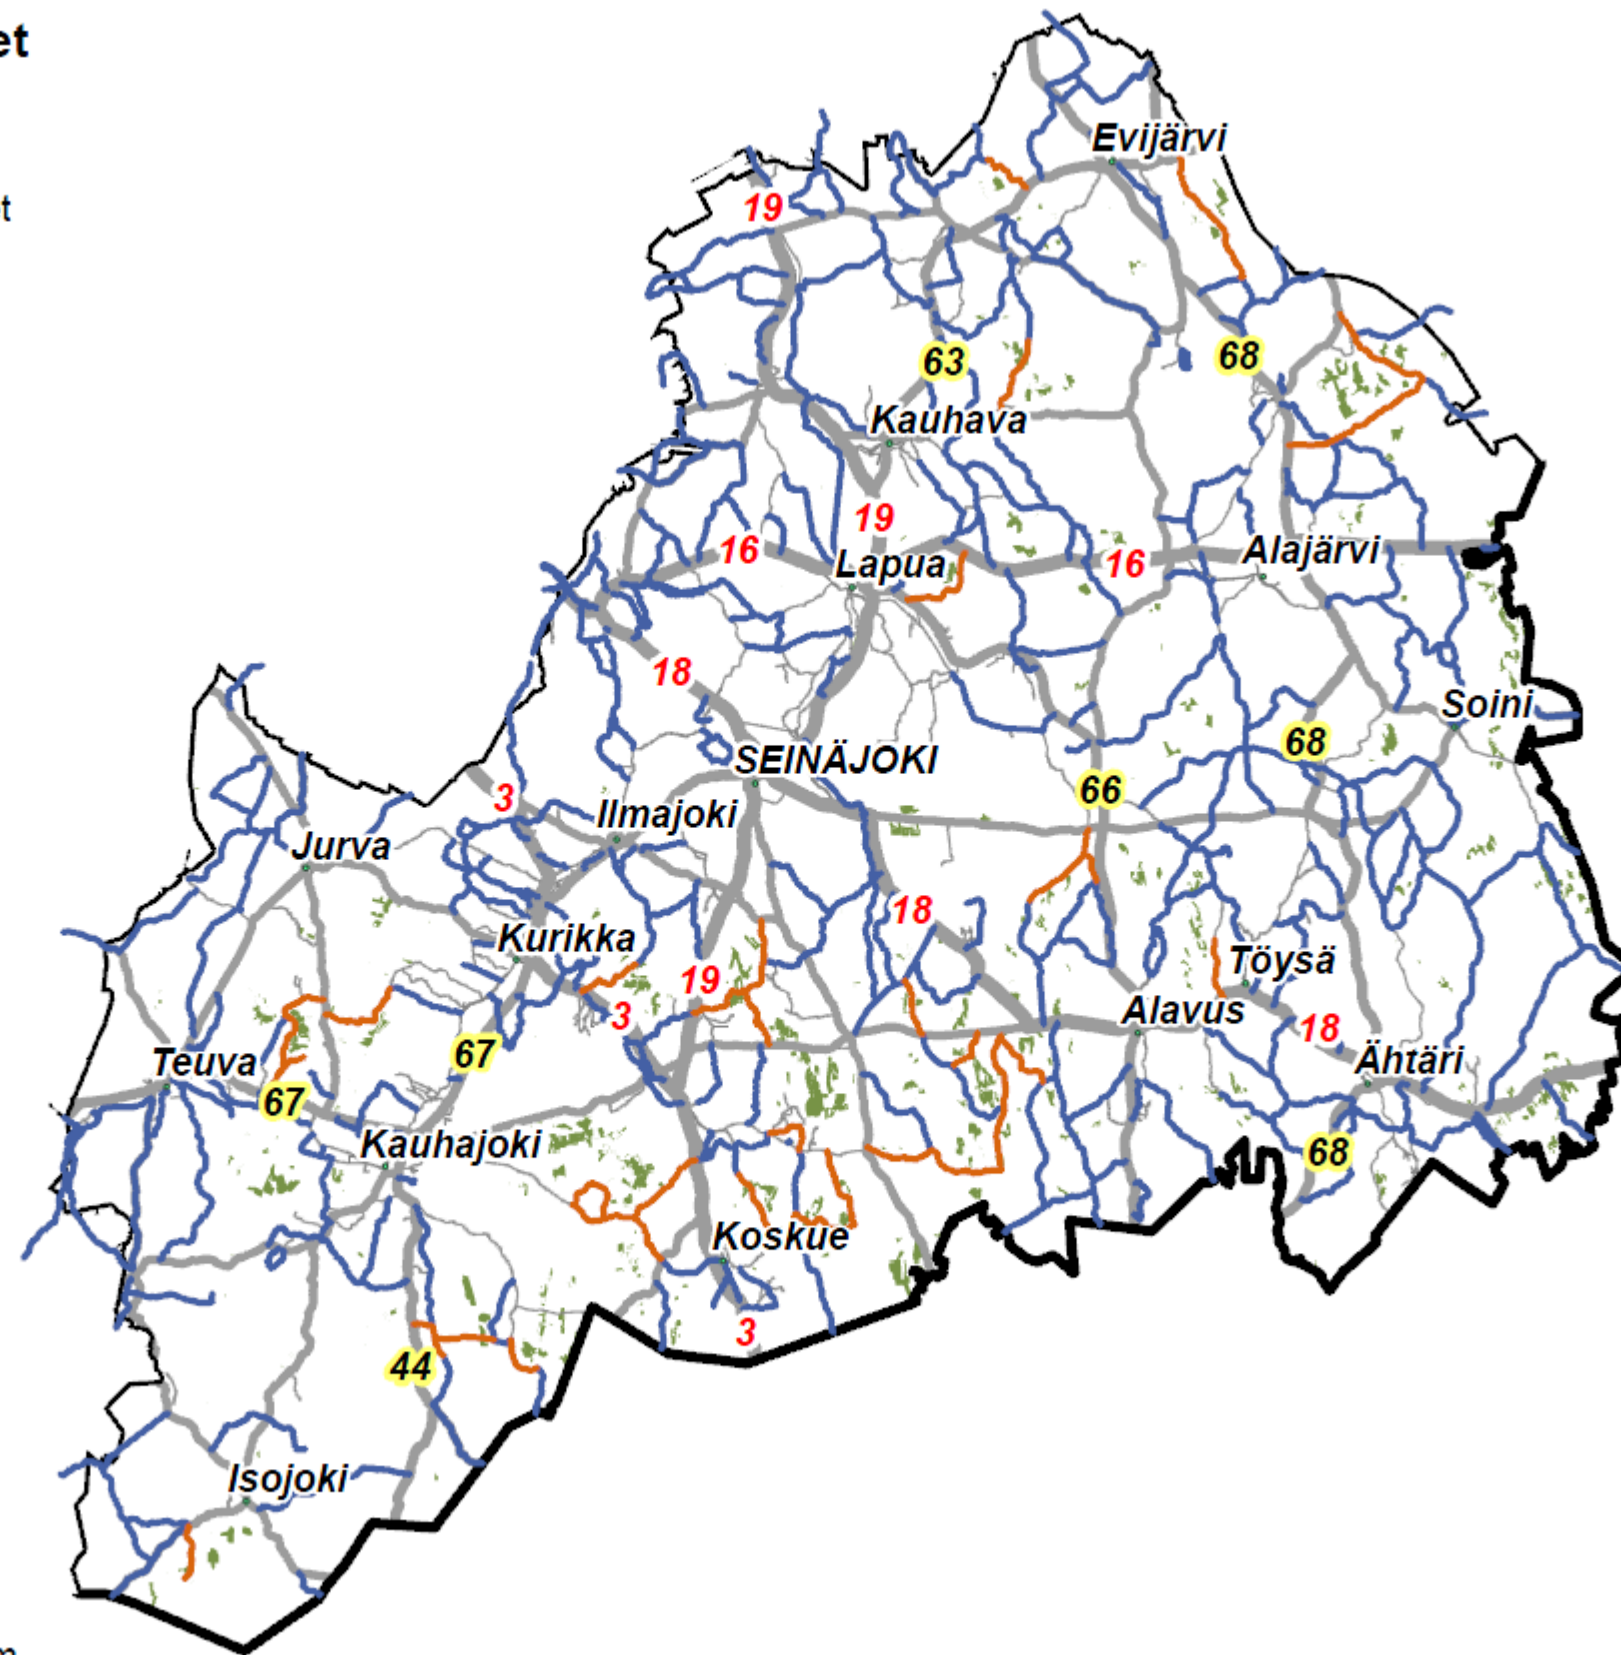 et
Evijärvi
t
19
63
68
Kauhava
19
16
16
Lapua
Alajärvi
18
Soini
68
SEINÄJOKI
66
3
Ilmajoki
Jurva
18
Kurikka
Töysä
19
3
Alavus
18
67
Teuva
Ähtäri
67
Kauhajoki
68
Koskue
3
44
Isojoki
m